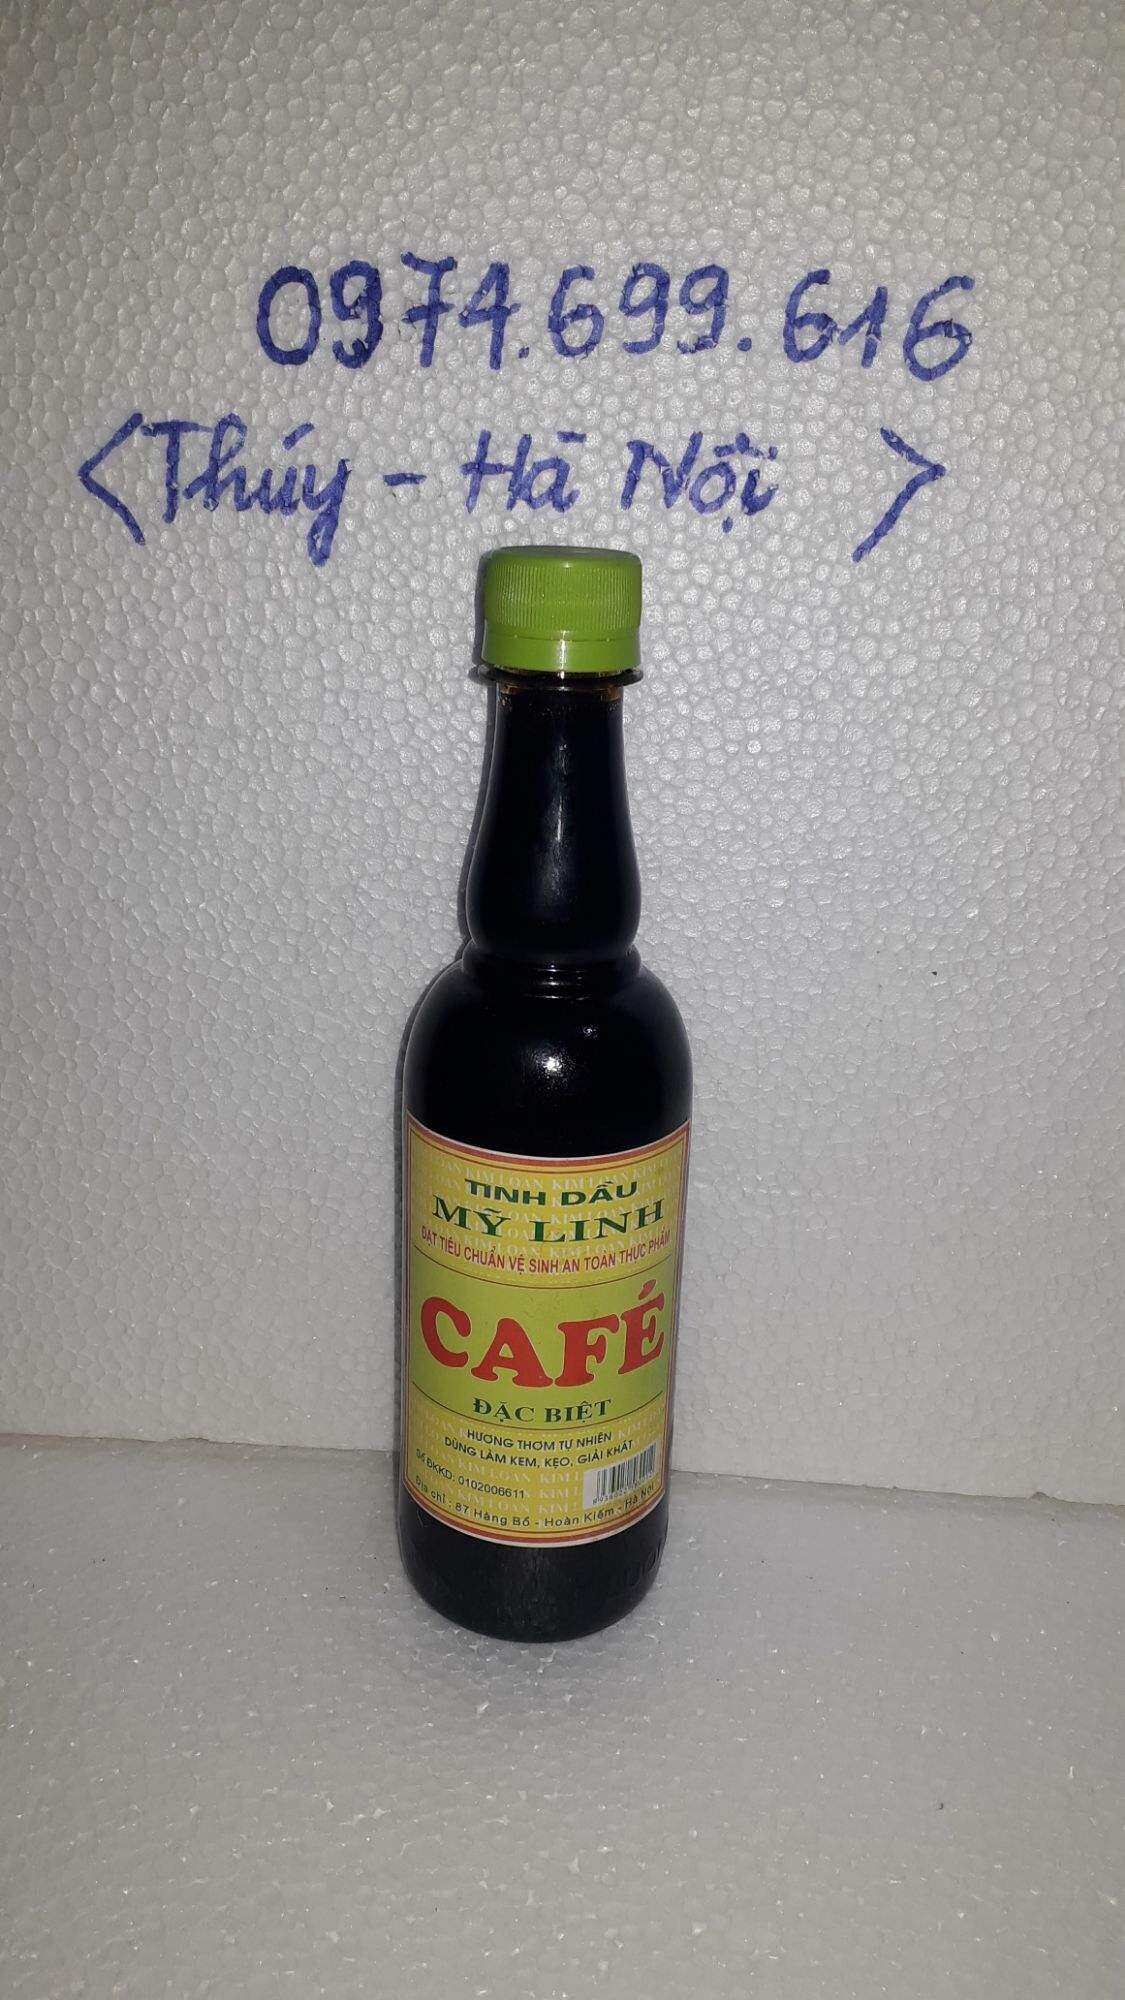 0974.699.616
<Thúy - Hà Nội >
TINH DẦU
MỸ LINH
ĐẠT TIÊU CHUẨN VỆ SINH AN TOÀN THỰC PHẨM
CAFÉ
ĐẶC BIỆT
HƯƠNG THƠM TỰ NHIÊN
DÙNG LÀM KEM, KẸO, GIẢI KHÁT
Số ĐKKD: 0102006611
Địa chỉ : 87 Hàng Bồ - Hoàn Kiếm - Hà Nội